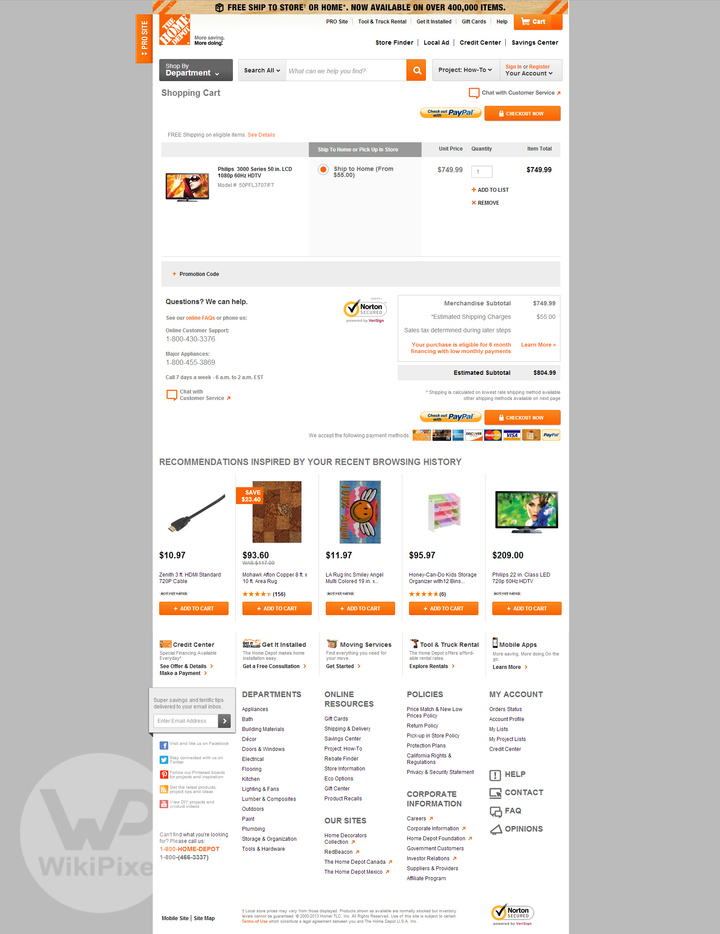 FREE SHIP TO STORE† OR HOME*. NOW AVAILABLE ON OVER 400,000 ITEMS.
PRO SITE
THE HOME DEPOT
More saving.
More doing.
PRO Site
Tool & Truck Rental
Get It Installed
Gift Cards
Help
Cart
Store Finder
Local Ad
Credit Center
Savings Center
Shop By
Department
Search All
What can we help you find?
Project: How-To
Sign In or Register
Your Account
Shopping Cart
Chat with Customer Service
Check out with PayPal
CHECKOUT NOW
FREE Shipping on eligible items. See Details
Ship To Home or Pick Up In Store
Unit Price
Quantity
Item Total
Philips 3000 Series 50 in. LCD
1080p 60Hz HDTV
Model # 50PFL3707/F7
Ship to Home (From
$55.00)
$749.99
1
$749.99
+ ADD TO LIST
× REMOVE
+ Promotion Code
Questions? We can help.
See our online FAQs or phone us:
Online Customer Support:
1-800-430-3376
Major Appliances:
1-800-455-3869
Call 7 days a week - 6 a.m. to 2 a.m. EST
Chat with
Customer Service
Norton
SECURED
powered by VeriSign
Merchandise Subtotal $749.99
*Estimated Shipping Charges $55.00
Sales tax determined during later steps
Your purchase is eligible for 6 month
financing with low monthly payments
Learn More »
Estimated Subtotal $804.99
* Shipping is calculated on lowest rate shipping method available
other shipping methods available on next page
Check out with PayPal
CHECKOUT NOW
We accept the following payment methods
DISCOVER
MasterCard
VISA
PayPal
RECOMMENDATIONS INSPIRED BY YOUR RECENT BROWSING HISTORY
SAVE
$23.40
$10.97
Zenith 3 ft. HDMI Standard
720P Cable
NOT YET RATED
+ ADD TO CART
$93.60
WAS $117.00
Mohawk Afton Copper 8 ft. x
10 ft. Area Rug
(156)
+ ADD TO CART
$11.97
LA Rug Inc Smiley Angel
Multi Colored 19 in. x...
+ ADD TO CART
$95.97
Honey-Can-Do Kids Storage
Organizer with12 Bins...
(6)
+ ADD TO CART
$209.00
Philips 22 in. Class LED
720p 60Hz HDTV
NOT YET RATED
+ ADD TO CART
Credit Center
Special Financing Available
Everyday*
See Offer & Details
Make a Payment
Get It Installed
The Home Depot makes home
installation easy
Get a Free Consultation
Moving Services
Find everything you need for
your move
Get Started
Tool & Truck Rental
The Home Depot offers afford-
able rental rates
Explore Rentals
Mobile Apps
More saving. More doing On the
go.
Learn More
Super savings and terrific tips
delivered to your email inbox.
Enter Email Address
Visit and like us on Facebook
Stay connected with us on
Twitter
Follow our Pinterest boards
for projects and inspiration
Get the latest products,
project tips and ideas
View DIY projects and
product videos
Can't find what you're looking
for? Please call us:
1-800-HOME-DEPOT
1-800-(466-3337)
DEPARTMENTS
Appliances
Bath
Building Materials
Décor
Doors & Windows
Electrical
Flooring
Kitchen
Lighting & Fans
Lumber & Composites
Outdoors
Paint
Plumbing
Storage & Organization
Tools & Hardware
ONLINE
RESOURCES
Gift Cards
Shipping & Delivery
Savings Center
Project: How-To
Rebate Finder
Store Information
Eco Options
Gift Center
Product Recalls
OUR SITES
Home Decorators
Collection
RedBeacon
The Home Depot Canada
The Home Depot Mexico
POLICIES
Price Match & New Low
Prices Policy
Return Policy
Pick-up in Store Policy
Protection Plans
California Rights &
Regulations
Privacy & Security Statement
CORPORATE
INFORMATION
Careers
Corporate Information
Home Depot Foundation
Government Customers
Investor Relations
Suppliers & Providers
Affiliate Program
MY ACCOUNT
Orders Status
Account Profile
My Lists
My Project Lists
Credit Center
HELP
CONTACT
FAQ
OPINIONS
WP
WikiPixe
Mobile Site | Site Map
† Local store prices may vary from those displayed. Products shown as available are normally stocked but inventory
levels cannot be guaranteed. © 2000-2013 Homer TLC, Inc. All Rights Reserved. Use of this site is subject to certain
Terms of Use which constitute a legal agreement between you and The Home Depot U.S.A. Inc.
Norton
SECURED
powered by VeriSign